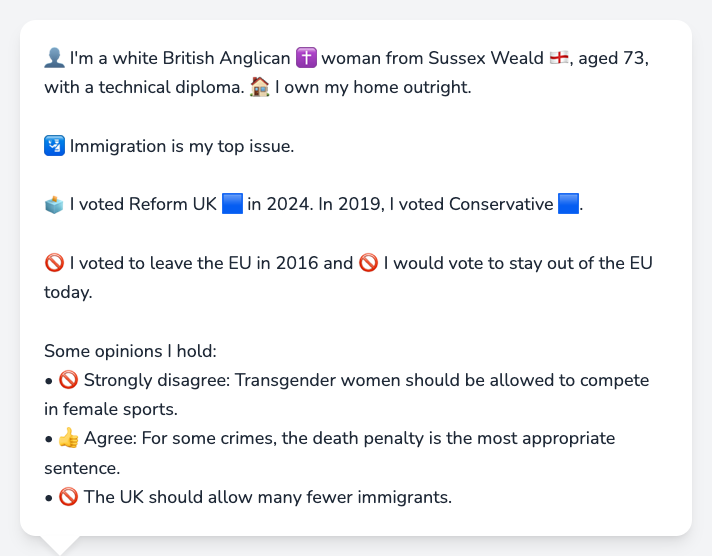 👤 I'm a white British Anglican ✝️ woman from Sussex Weald 🏴󠁧󠁢󠁥󠁮󠁧󠁿, aged 73,
with a technical diploma. 🏠 I own my home outright.
🛂 Immigration is my top issue.
🗳️ I voted Reform UK 🟦 in 2024. In 2019, I voted Conservative 🟦.
🚫 I voted to leave the EU in 2016 and 🚫 I would vote to stay out of the EU
today.
Some opinions I hold:
• 🚫 Strongly disagree: Transgender women should be allowed to compete
in female sports.
• 👍 Agree: For some crimes, the death penalty is the most appropriate
sentence.
• 🚫 The UK should allow many fewer immigrants.